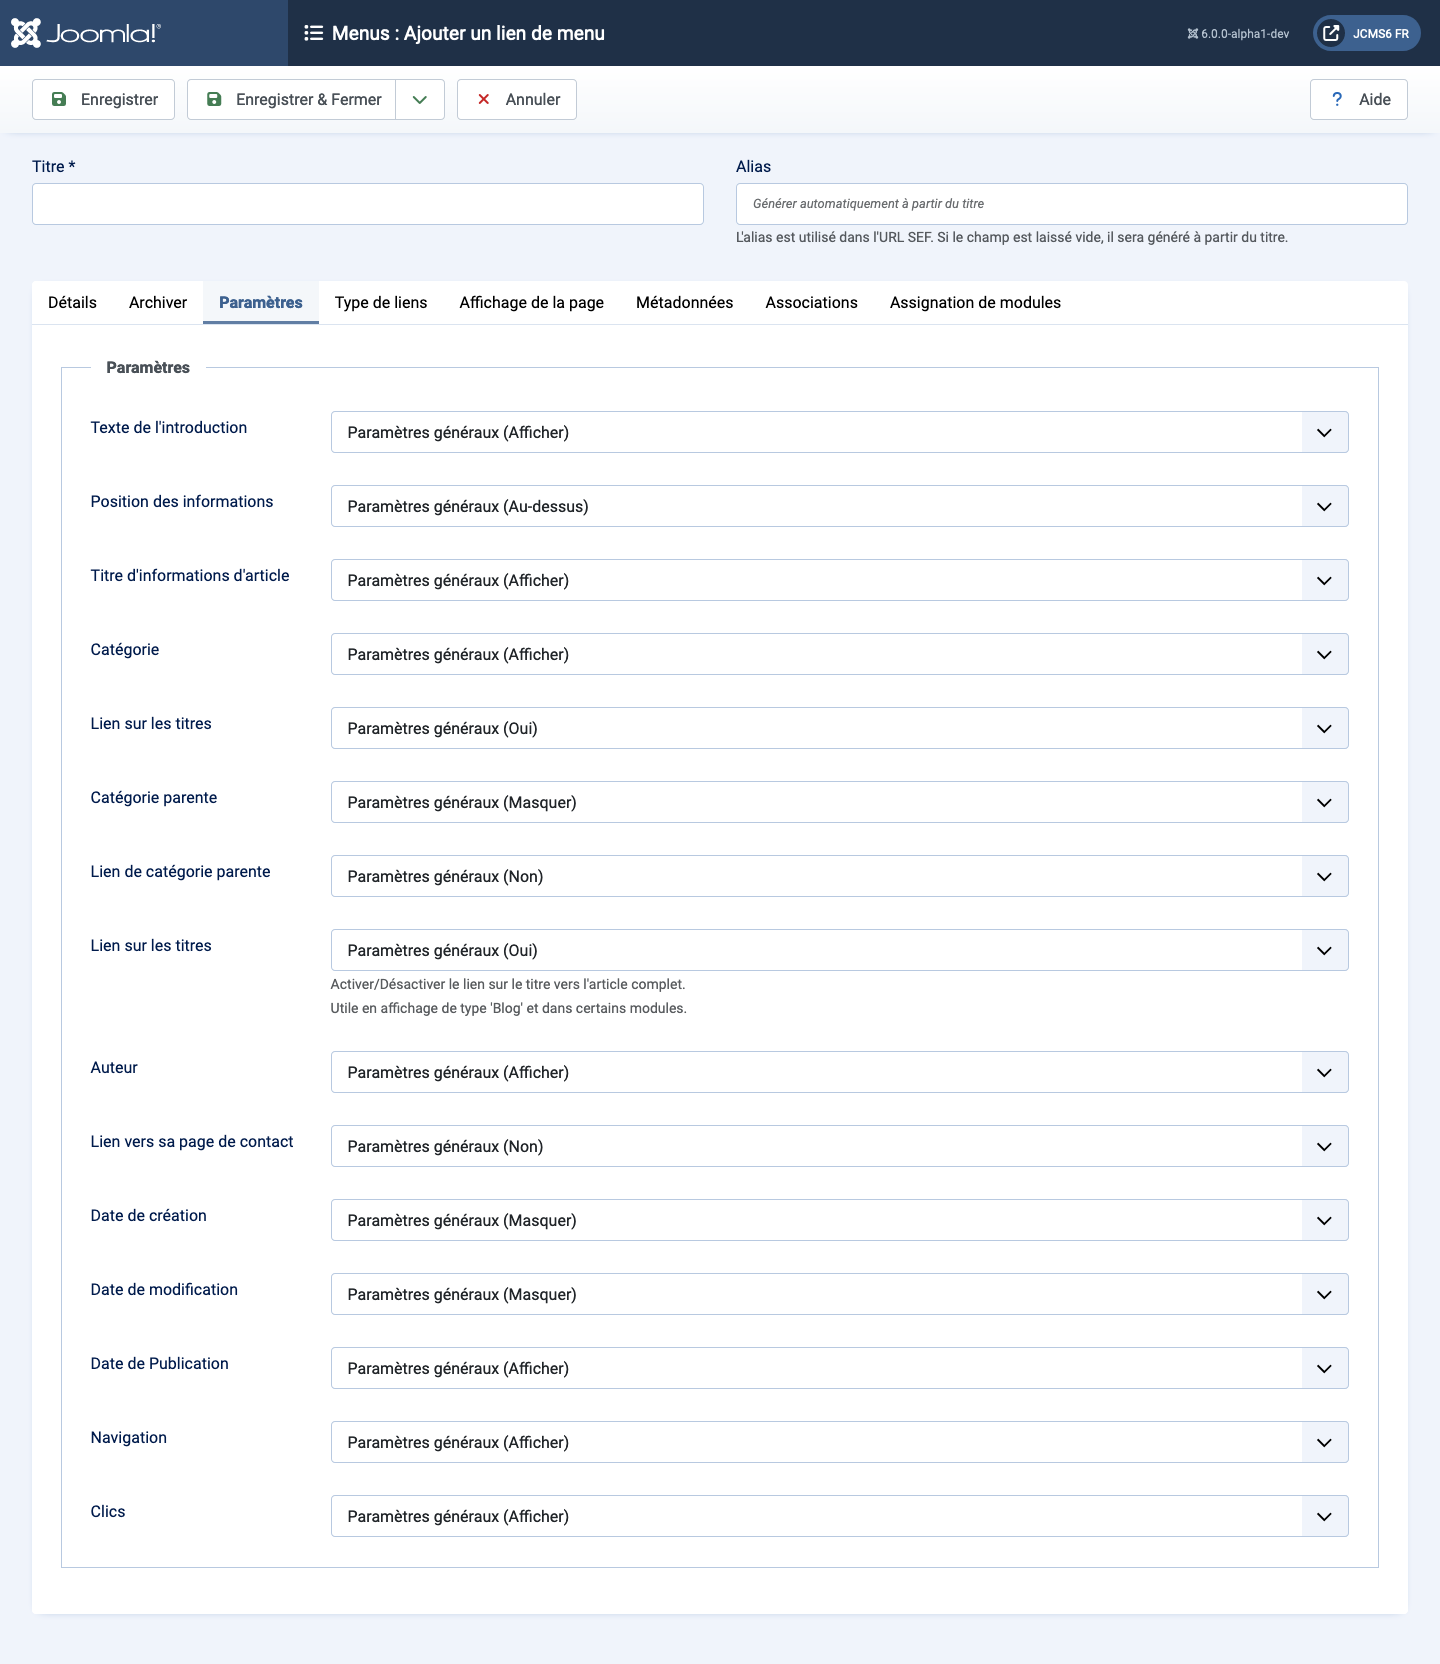 Joomla!®
Menus : Ajouter un lien de menu
6.0.0-alpha1-dev
JCMS6 FR
Enregistrer
Enregistrer & Fermer
Annuler
? Aide
Titre *
Alias
Générer automatiquement à partir du titre
L'alias est utilisé dans l'URL SEF. Si le champ est laissé vide, il sera généré à partir du titre.
Détails Archiver Paramètres Type de liens Affichage de la page Métadonnées Associations Assignation de modules
Paramètres
Texte de l'introduction
Paramètres généraux (Afficher)
Position des informations
Paramètres généraux (Au-dessus)
Titre d'informations d'article
Paramètres généraux (Afficher)
Catégorie
Paramètres généraux (Afficher)
Lien sur les titres
Paramètres généraux (Oui)
Catégorie parente
Paramètres généraux (Masquer)
Lien de catégorie parente
Paramètres généraux (Non)
Lien sur les titres
Paramètres généraux (Oui)
Activer/Désactiver le lien sur le titre vers l'article complet.
Utile en affichage de type 'Blog' et dans certains modules.
Auteur
Paramètres généraux (Afficher)
Lien vers sa page de contact
Paramètres généraux (Non)
Date de création
Paramètres généraux (Masquer)
Date de modification
Paramètres généraux (Masquer)
Date de Publication
Paramètres généraux (Afficher)
Navigation
Paramètres généraux (Afficher)
Clics
Paramètres généraux (Afficher)